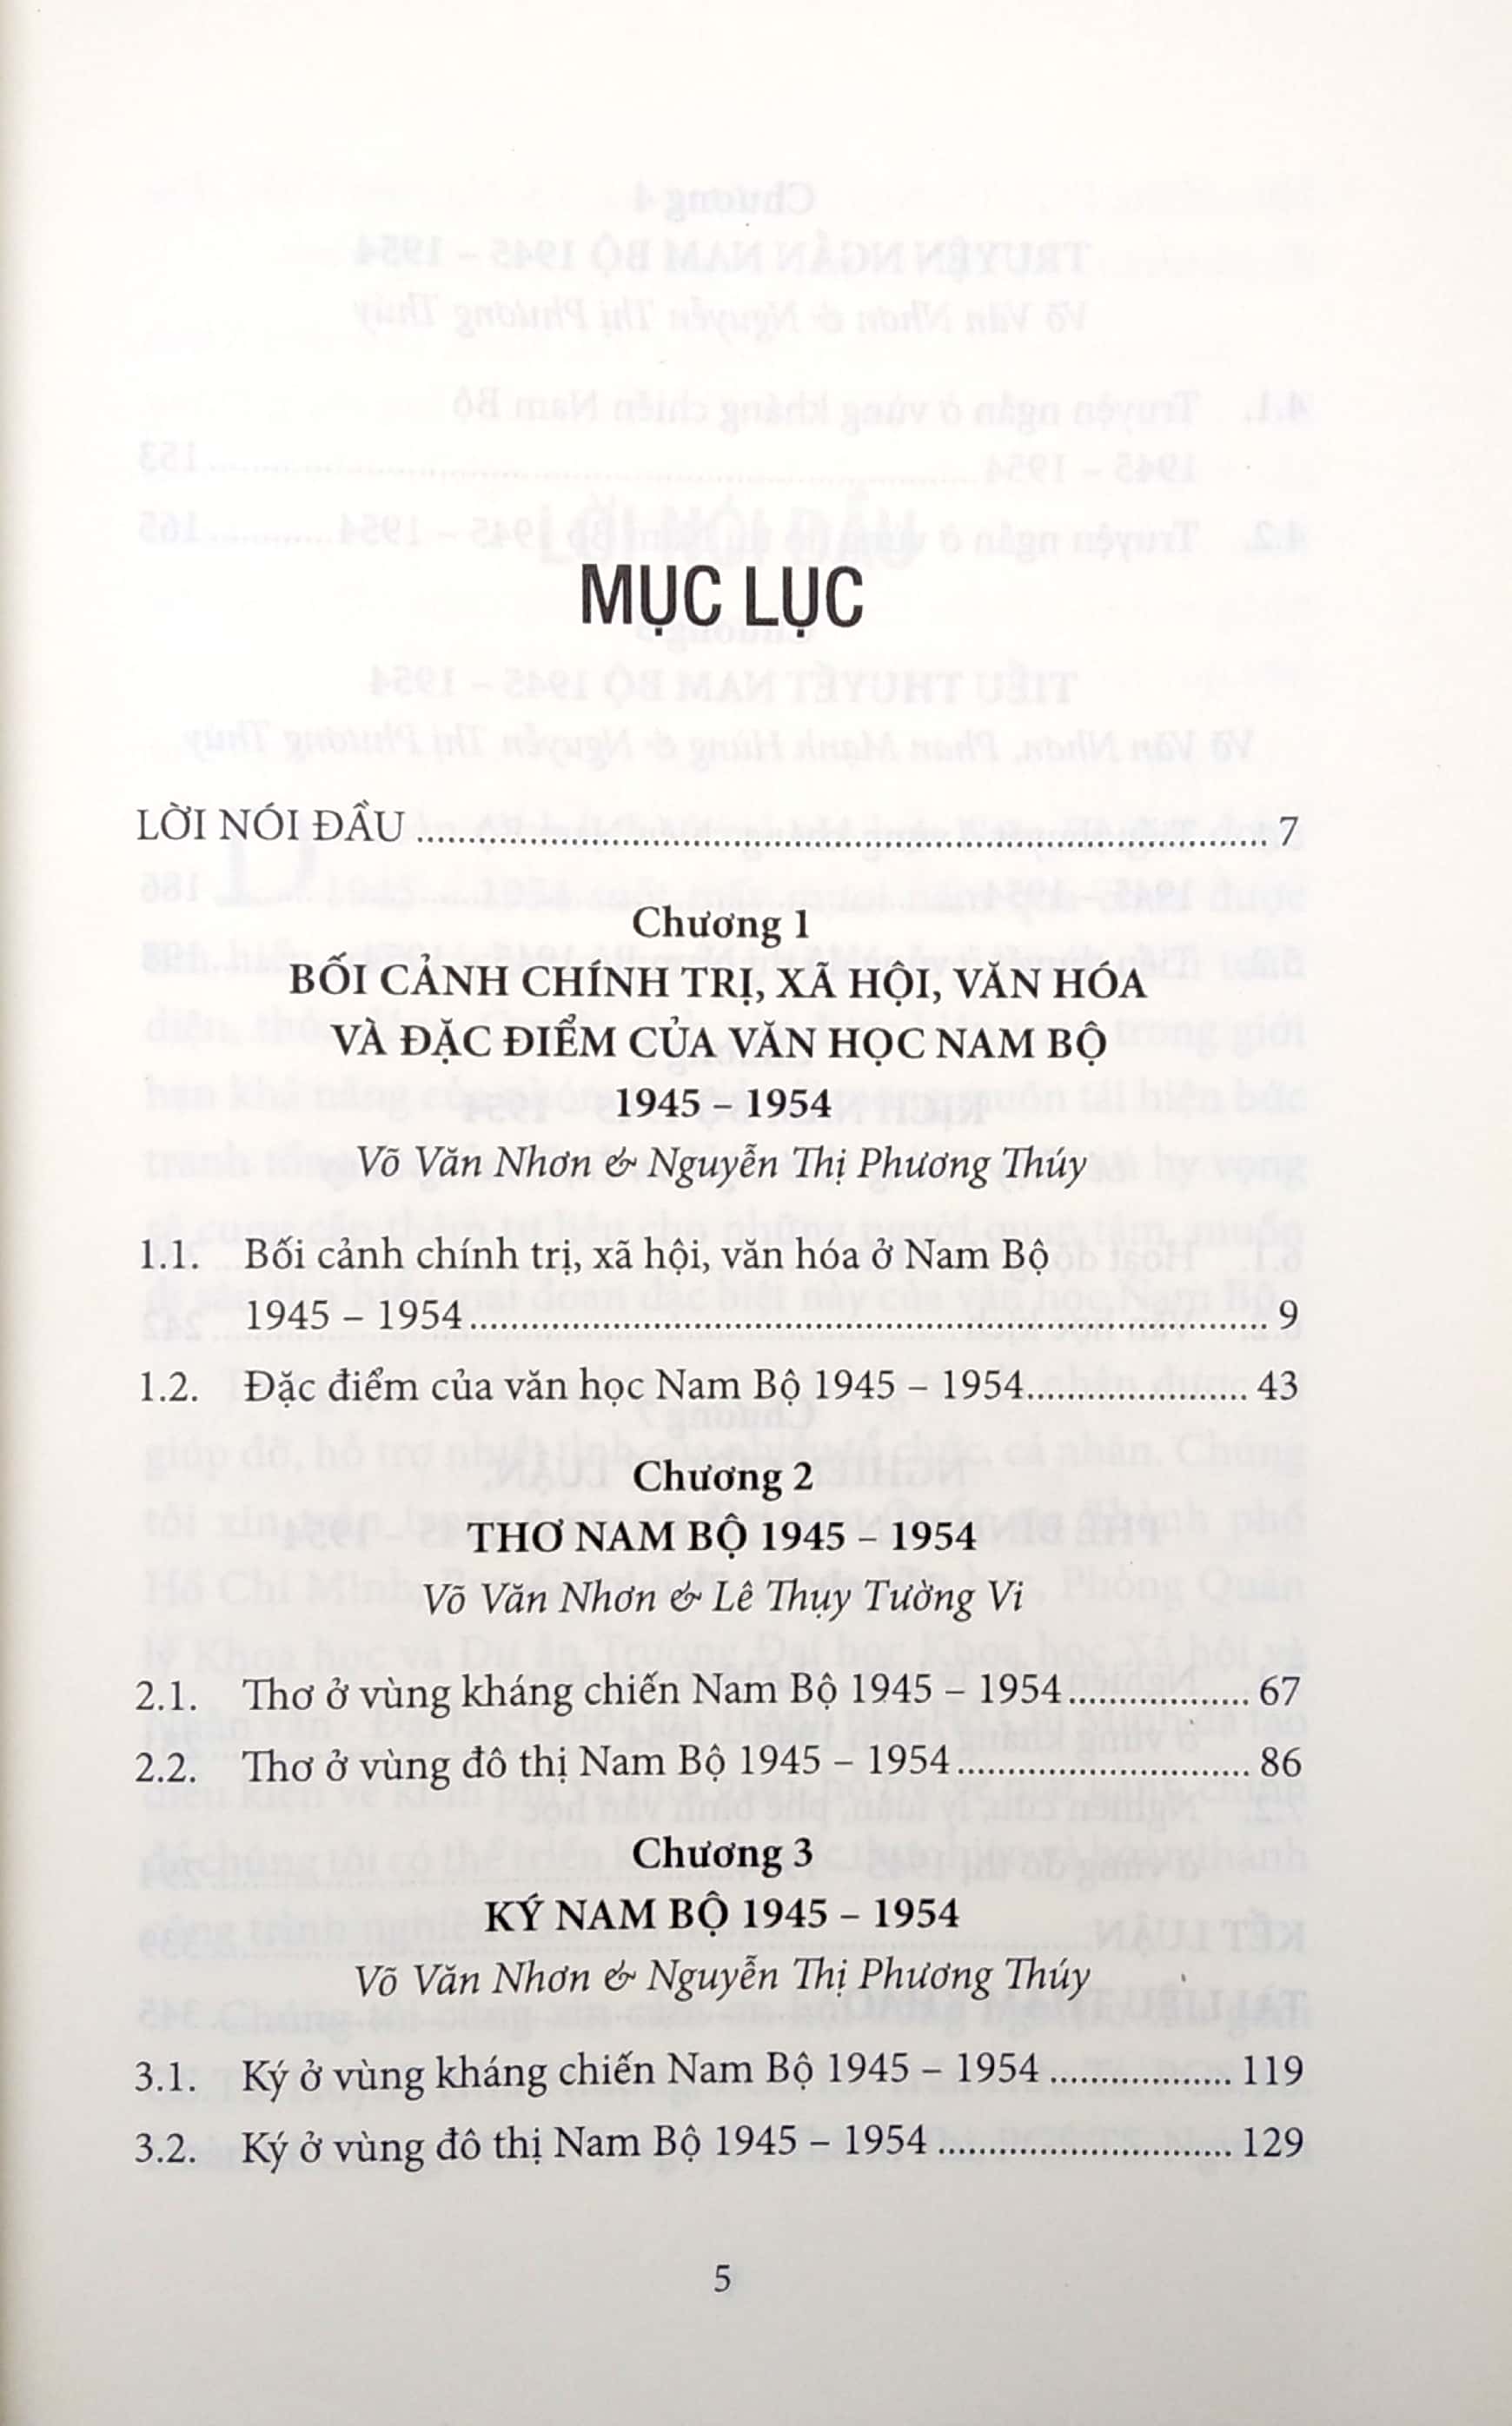 MỤC LỤC
LỜI NÓI ĐẦU ........ 7
Chương 1
BỐI CẢNH CHÍNH TRỊ, XÃ HỘI, VĂN HÓA
VÀ ĐẶC ĐIỂM CỦA VĂN HỌC NAM BỘ
1945 – 1954
Võ Văn Nhơn & Nguyễn Thị Phương Thúy
1.1. Bối cảnh chính trị, xã hội, văn hóa ở Nam Bộ
1945 – 1954 ........ 9
1.2. Đặc điểm của văn học Nam Bộ 1945 – 1954 ........ 43
Chương 2
THƠ NAM BỘ 1945 – 1954
Võ Văn Nhơn & Lê Thụy Tường Vi
2.1. Thơ ở vùng kháng chiến Nam Bộ 1945 – 1954 ........ 67
2.2. Thơ ở vùng đô thị Nam Bộ 1945 – 1954 ........ 86
Chương 3
KÝ NAM BỘ 1945 – 1954
Võ Văn Nhơn & Nguyễn Thị Phương Thúy
3.1. Ký ở vùng kháng chiến Nam Bộ 1945 – 1954 ........ 119
3.2. Ký ở vùng đô thị Nam Bộ 1945 – 1954 ........ 129
5